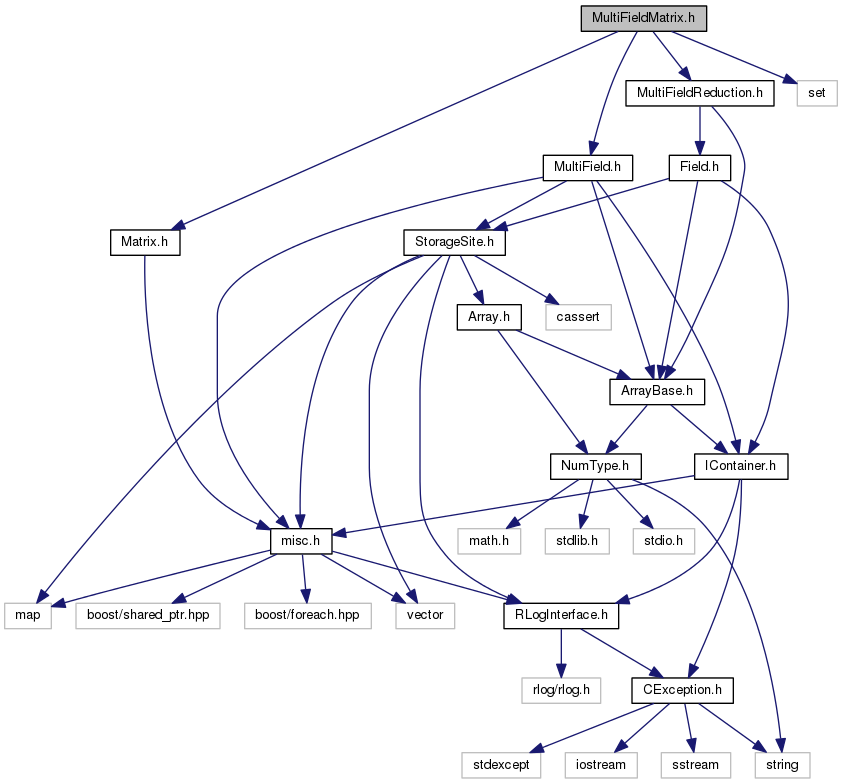 MultiFieldMatrix.h
MultiFieldReduction.h
set
MultiField.h
Field.h
Matrix.h
StorageSite.h
Array.h
cassert
ArrayBase.h
NumType.h
IContainer.h
misc.h
math.h
stdlib.h
stdio.h
map
boost/shared_ptr.hpp
boost/foreach.hpp
vector
RLogInterface.h
rlog/rlog.h
CException.h
stdexcept
iostream
sstream
string